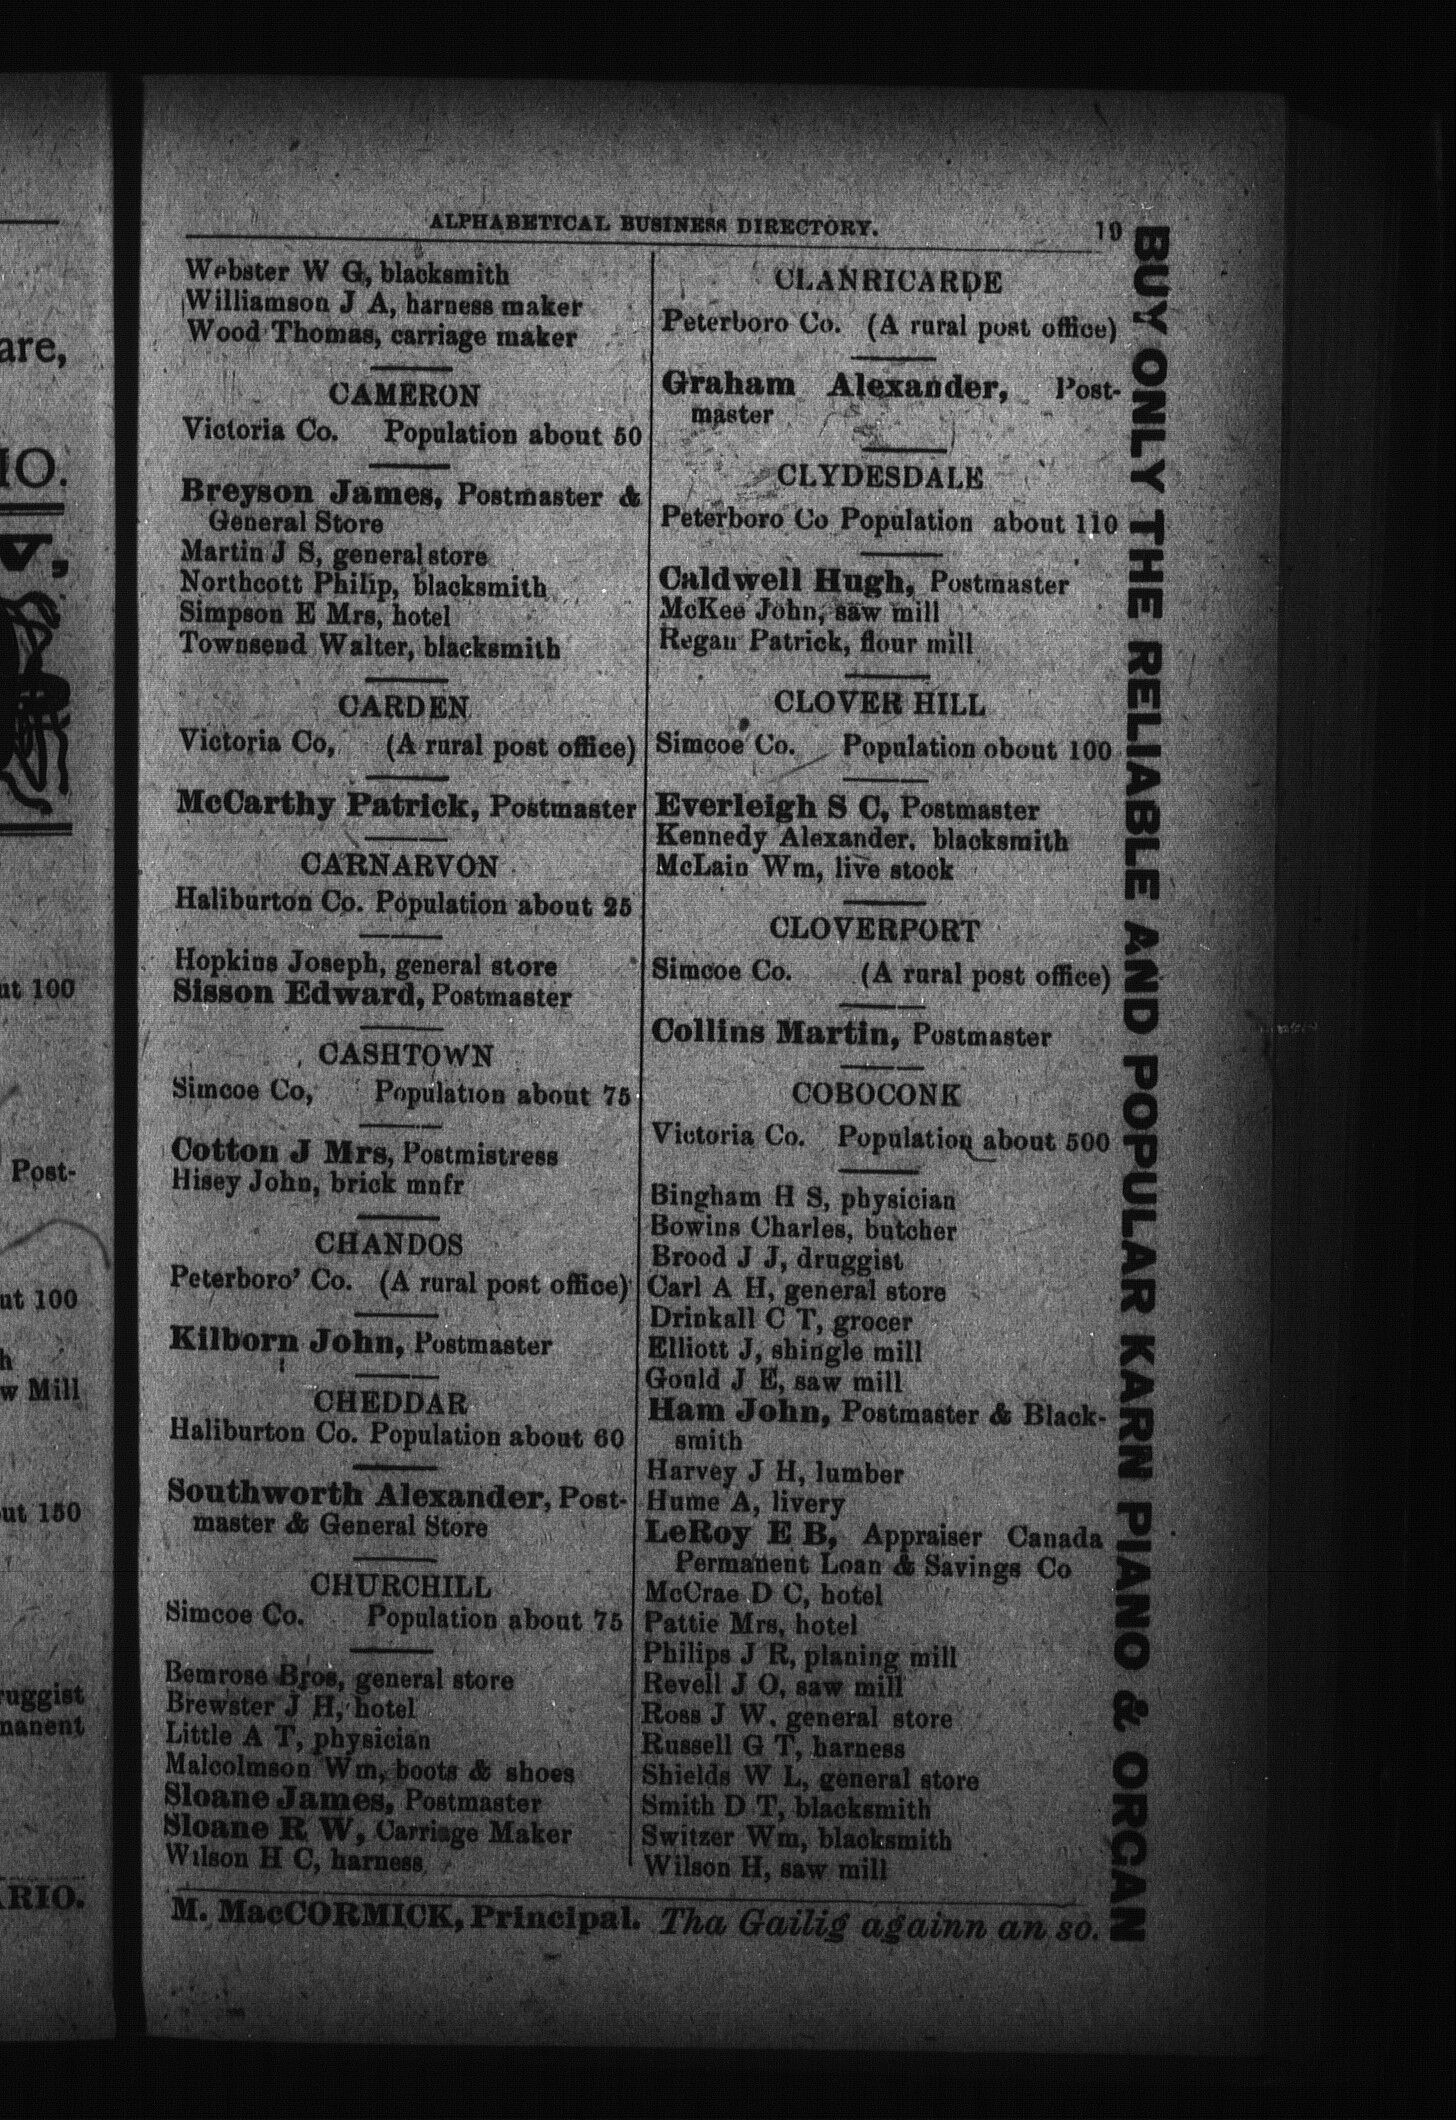 are,
IO.
ut 100
Post-
ut 100
h
w Mill
ut 150
ruggist
manent
ARIO.
ALPHABETICAL BUSINESS DIRECTORY. 19
Webster W G, blacksmith
Williamson J A, harness maker
Wood Thomas, carriage maker
CAMERON
Victoria Co. Population about 50
Breyson James, Postmaster &
General Store
Martin J S, general store
Northcott Philip, blacksmith
Simpson E Mrs, hotel
Townsend Walter, blacksmith
CARDEN
Victoria Co, (A rural post office)
McCarthy Patrick, Postmaster
CARNARVON
Haliburton Co. Population about 25
Hopkins Joseph, general store
Sisson Edward, Postmaster
CASHTOWN
Simcoe Co, Population about 75
Cotton J Mrs, Postmistress
Hisey John, brick mnfr
CHANDOS
Peterboro' Co. (A rural post office)
Kilborn John, Postmaster
CHEDDAR
Haliburton Co. Population about 60
Southworth Alexander, Post-
master & General Store
CHURCHILL
Simcoe Co. Population about 75
Bemrose Bros, general store
Brewster J H, hotel
Little A T, physician
Malcolmson Wm, boots & shoes
Sloane James, Postmaster
Sloane R W, Carriage Maker
Wilson H C, harness
CLANRICARDE
Peterboro Co. (A rural post office)
Graham Alexander, Post-
master
CLYDESDALE
Peterboro Co Population about 110
Caldwell Hugh, Postmaster
McKee John, saw mill
Regan Patrick, flour mill
CLOVER HILL
Simcoe Co. Population obout 100
Everleigh S C, Postmaster
Kennedy Alexander. blacksmith
McLain Wm, live stock
CLOVERPORT
Simcoe Co. (A rural post office)
Collins Martin, Postmaster
COBOCONK
Victoria Co. Population about 500
Bingham H S, physician
Bowins Charles, butcher
Brood J J, druggist
Carl A H, general store
Drinkall C T, grocer
Elliott J, shingle mill
Gould J E, saw mill
Ham John, Postmaster & Black-
smith
Harvey J H, lumber
Hume A, livery
LeRoy E B, Appraiser Canada
Permanent Loan & Savings Co
McCrae D C, hotel
Pattie Mrs, hotel
Philips J R, planing mill
Revell J O, saw mill
Ross J W. general store
Russell G T, harness
Shields W L, general store
Smith D T, blacksmith
Switzer Wm, blacksmith
Wilson H, saw mill
M. MacCORMICK, Principal. Tha Gailig againn an so.
BUY ONLY THE RELIABLE AND POPULAR KARN PIANO & ORGAN